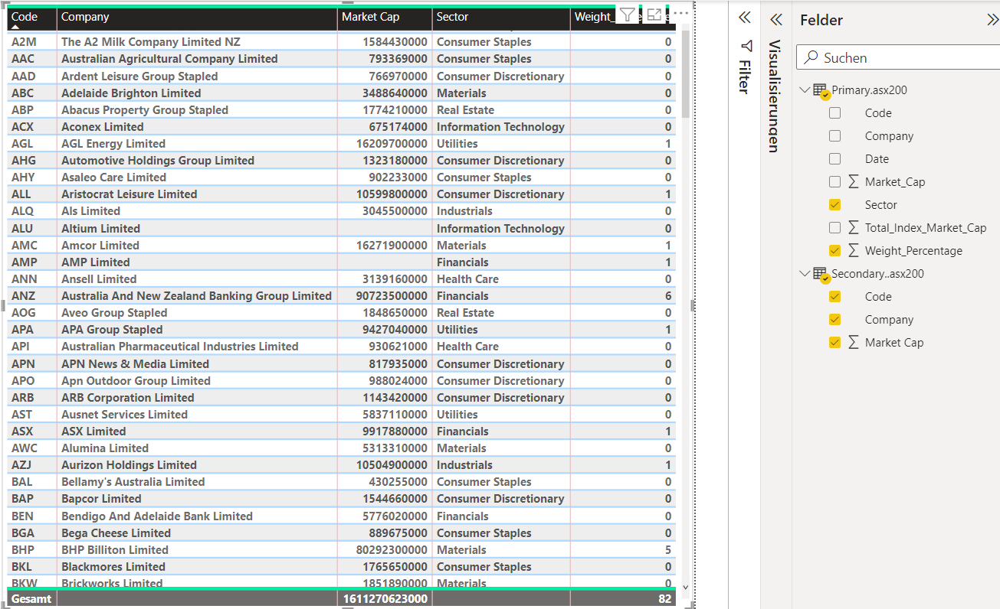 Code Company Market Cap Sector Weight_
A2M The A2 Milk Company Limited NZ 1584430000 Consumer Staples 0
AAC Australian Agricultural Company Limited 793369000 Consumer Staples 0
AAD Ardent Leisure Group Stapled 766970000 Consumer Discretionary 0
ABC Adelaide Brighton Limited 3488640000 Materials 0
ABP Abacus Property Group Stapled 1774210000 Real Estate 0
ACX Aconex Limited 675174000 Information Technology 0
AGL AGL Energy Limited 16209700000 Utilities 1
AHG Automotive Holdings Group Limited 1323180000 Consumer Discretionary 0
AHY Asaleo Care Limited 902233000 Consumer Staples 0
ALL Aristocrat Leisure Limited 10599800000 Consumer Discretionary 1
ALQ Als Limited 3045500000 Industrials 0
ALU Altium Limited Information Technology 0
AMC Amcor Limited 16271900000 Materials 1
AMP AMP Limited Financials 1
ANN Ansell Limited 3139160000 Health Care 0
ANZ Australia And New Zealand Banking Group Limited 90723500000 Financials 6
AOG Aveo Group Stapled 1848650000 Real Estate 0
APA APA Group Stapled 9427040000 Utilities 1
API Australian Pharmaceutical Industries Limited 930621000 Health Care 0
APN APN News & Media Limited 817935000 Consumer Discretionary 0
APO Apn Outdoor Group Limited 988024000 Consumer Discretionary 0
ARB ARB Corporation Limited 1143420000 Consumer Discretionary 0
AST Ausnet Services Limited 5837110000 Utilities 0
ASX ASX Limited 9917880000 Financials 1
AWC Alumina Limited 5313310000 Materials 0
AZJ Aurizon Holdings Limited 10504900000 Industrials 1
BAL Bellamy's Australia Limited 430255000 Consumer Staples 0
BAP Bapcor Limited 1544660000 Consumer Discretionary 0
BEN Bendigo And Adelaide Bank Limited 5776020000 Financials 0
BGA Bega Cheese Limited 889675000 Consumer Staples 0
BHP BHP Billiton Limited 80292300000 Materials 5
BKL Blackmores Limited 1765650000 Consumer Staples 0
BKW Brickworks Limited 1851890000 Materials 0
Gesamt 1611270623000 82
Filter
Visualisierungen
Felder
Suchen
Primary.asx200
Code
Company
Date
Market_Cap
Sector
Total_Index_Market_Cap
Weight_Percentage
Secondary..asx200
Code
Company
Market Cap